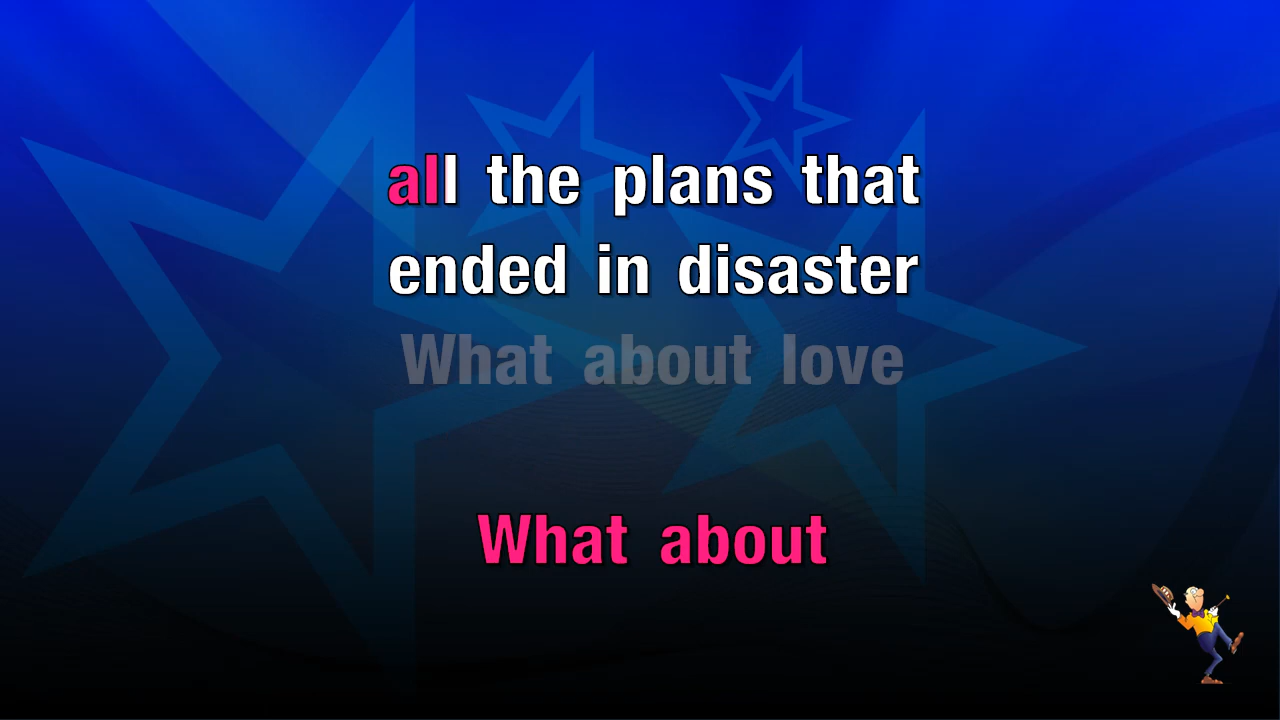 all the plans that
ended in disaster
What about love
What about